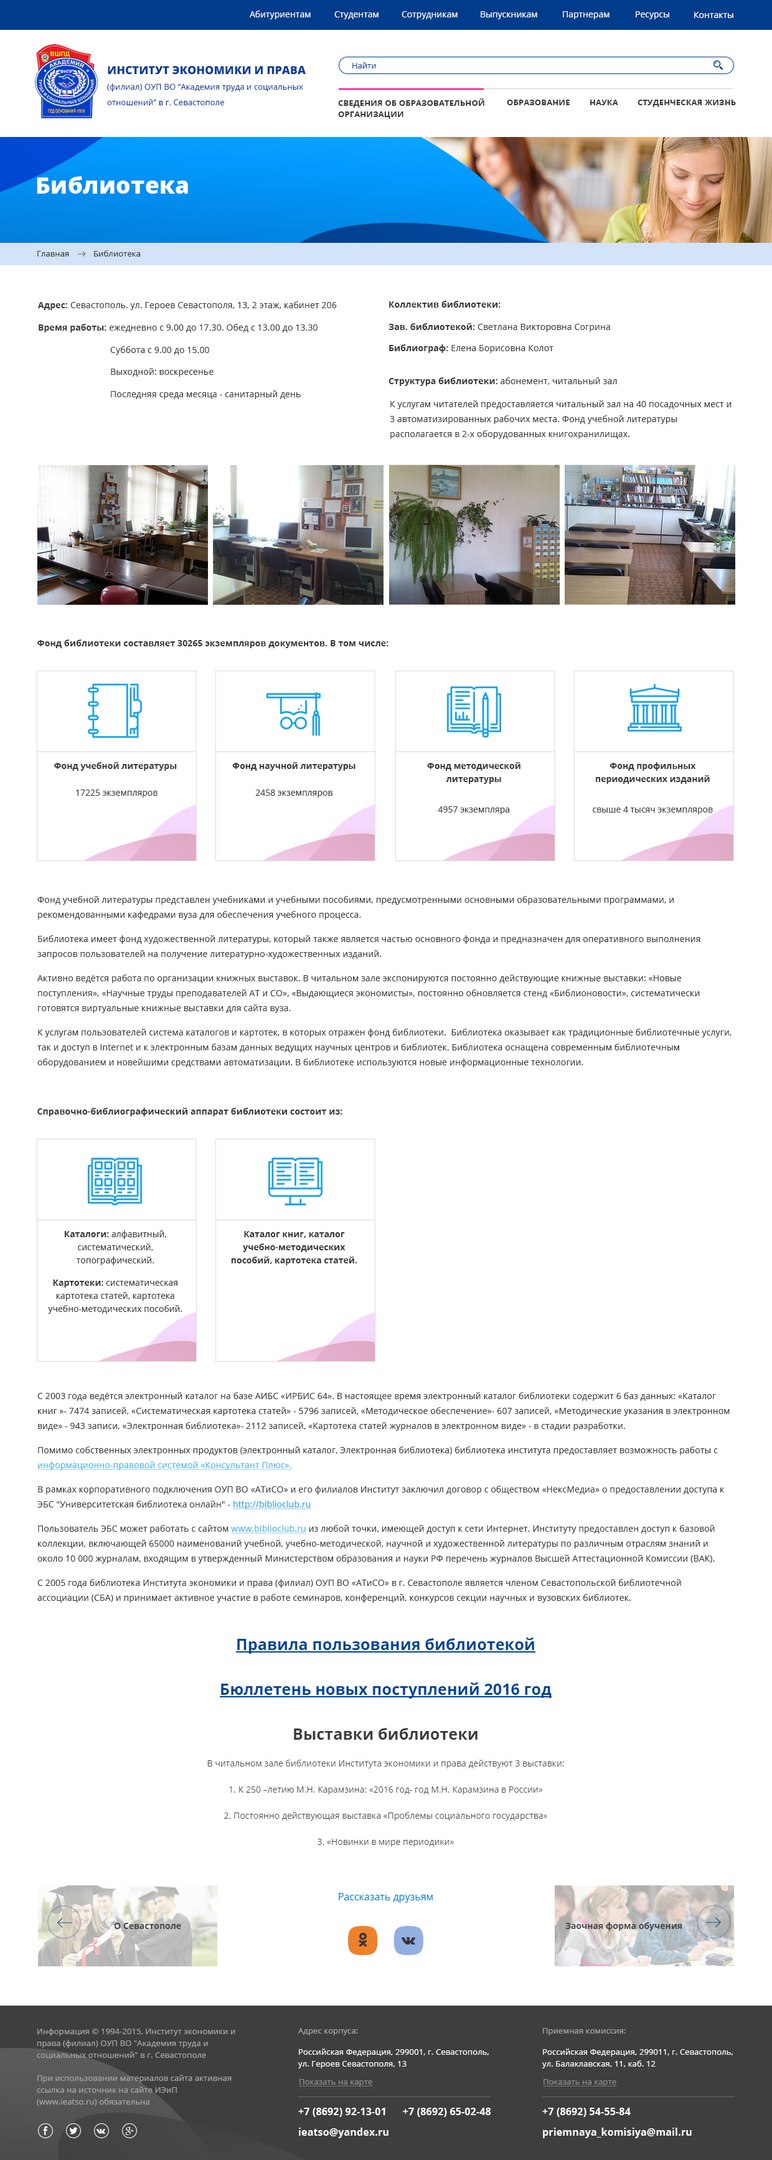 Абитуриентам Студентам Сотрудникам Выпускникам Партнерам Ресурсы Контакты
ВШПД
АКАДЕМИЯ
ИНСТИТУТ ЭКОНОМИКИ И ПРАВА
(филиал) ОУП ВО "Академия труда и социальных
отношений" в г. Севастополе
Найти
СВЕДЕНИЯ ОБ ОБРАЗОВАТЕЛЬНОЙ
ОРГАНИЗАЦИИ
ОБРАЗОВАНИЕ НАУКА СТУДЕНЧЕСКАЯ ЖИЗНЬ
Библиотека
Главная → Библиотека
Адрес: Севастополь. ул. Героев Севастополя, 13, 2 этаж, кабинет 206
Время работы: ежедневно с 9.00 до 17.30. Обед с 13.00 до 13.30
Суббота с 9.00 до 15.00
Выходной: воскресенье
Последняя среда месяца - санитарный день
Коллектив библиотеки:
Зав. библиотекой: Светлана Викторовна Согрина
Библиограф: Елена Борисовна Колот
Структура библиотеки: абонемент, читальный зал
К услугам читателей предоставляется читальный зал на 40 посадочных мест и
3 автоматизированных рабочих места. Фонд учебной литературы
располагается в 2-х оборудованных книгохранилищах.
Фонд библиотеки составляет 30265 экземпляров документов. В том числе:
Фонд учебной литературы
17225 экземпляров
Фонд научной литературы
2458 экземпляров
Фонд методической
литературы
4957 экземпляра
Фонд профильных
периодических изданий
свыше 4 тысяч экземпляров
Фонд учебной литературы представлен учебниками и учебными пособиями, предусмотренными основными образовательными программами, и
рекомендованными кафедрами вуза для обеспечения учебного процесса.
Библиотека имеет фонд художественной литературы, который также является частью основного фонда и предназначен для оперативного выполнения
запросов пользователей на получение литературно-художественных изданий.
Активно ведётся работа по организации книжных выставок. В читальном зале экспонируются постоянно действующие книжные выставки: «Новые
поступления», «Научные труды преподавателей АТ и СО», «Выдающиеся экономисты», постоянно обновляется стенд «Библионовости», систематически
готовятся виртуальные книжные выставки для сайта вуза.
К услугам пользователей система каталогов и картотек, в которых отражен фонд библиотеки. Библиотека оказывает как традиционные библиотечные услуги,
так и доступ в Internet и к электронным базам данных ведущих научных центров и библиотек. Библиотека оснащена современным библиотечным
оборудованием и новейшими средствами автоматизации. В библиотеке используются новые информационные технологии.
Справочно-библиографический аппарат библиотеки состоит из:
Каталоги: алфавитный,
систематический,
топографический.
Картотеки: систематическая
картотека статей, картотека
учебно-методических пособий.
Каталог книг, каталог
учебно-методических
пособий, картотека статей.
С 2003 года ведётся электронный каталог на базе АИБС «ИРБИС 64». В настоящее время электронный каталог библиотеки содержит 6 баз данных: «Каталог
книг »- 7474 записей, «Систематическая картотека статей» - 5796 записей, «Методическое обеспечение»- 607 записей, «Методические указания в электронном
виде» - 943 записи, «Электронная библиотека»- 2112 записей, «Картотека статей журналов в электронном виде» - в стадии разработки.
Помимо собственных электронных продуктов (электронный каталог, Электронная библиотека) библиотека института предоставляет возможность работы с
информационно-правовой системой «Консультант Плюс».
В рамках корпоративного подключения ОУП ВО «АТиСО» и его филиалов Институт заключил договор с обществом «НексМедиа» о предоставлении доступа к
ЭБС "Университетская библиотека онлайн" - http://biblioclub.ru
Пользователь ЭБС может работать с сайтом www.biblioclub.ru из любой точки, имеющей доступ к сети Интернет. Институту предоставлен доступ к базовой
коллекции, включающей 65000 наименований учебной, учебно-методической, научной и художественной литературы по различным отраслям знаний и
около 10 000 журналам, входящим в утвержденный Министерством образования и науки РФ перечень журналов Высшей Аттестационной Комиссии (ВАК).
С 2005 года библиотека Института экономики и права (филиал) ОУП ВО «АТиСО» в г. Севастополе является членом Севастопольской библиотечной
ассоциации (СБА) и принимает активное участие в работе семинаров, конференций, конкурсов секции научных и вузовских библиотек.
Правила пользования библиотекой
Бюллетень новых поступлений 2016 год
Выставки библиотеки
В читальном зале библиотеки Института экономики и права действуют 3 выставки:
1. К 250 –летию М.Н. Карамзина: «2016 год- год М.Н. Карамзина в России»
2. Постоянно действующая выставка «Проблемы социального государства»
3. «Новинки в мире периодики»
О Севастополе
Рассказать друзьям
Заочная форма обучения
Информация © 1994-2015, Институт экономики и
права (филиал) ОУП ВО "Академия труда и
социальных отношений" в г. Севастополе
При использовании материалов сайта активная
ссылка на источник на сайте ИЭиП
(www.ieatso.ru) обязательна
Адрес корпуса:
Российская Федерация, 299001, г. Севастополь,
ул. Героев Севастополя, 13
Показать на карте
+7 (8692) 92-13-01 +7 (8692) 65-02-48
ieatso@yandex.ru
Приемная комиссия:
Российская Федерация, 299011, г. Севастополь,
ул. Балаклавская, 11, каб. 12
Показать на карте
+7 (8692) 54-55-84
priemnaya_komisiya@mail.ru